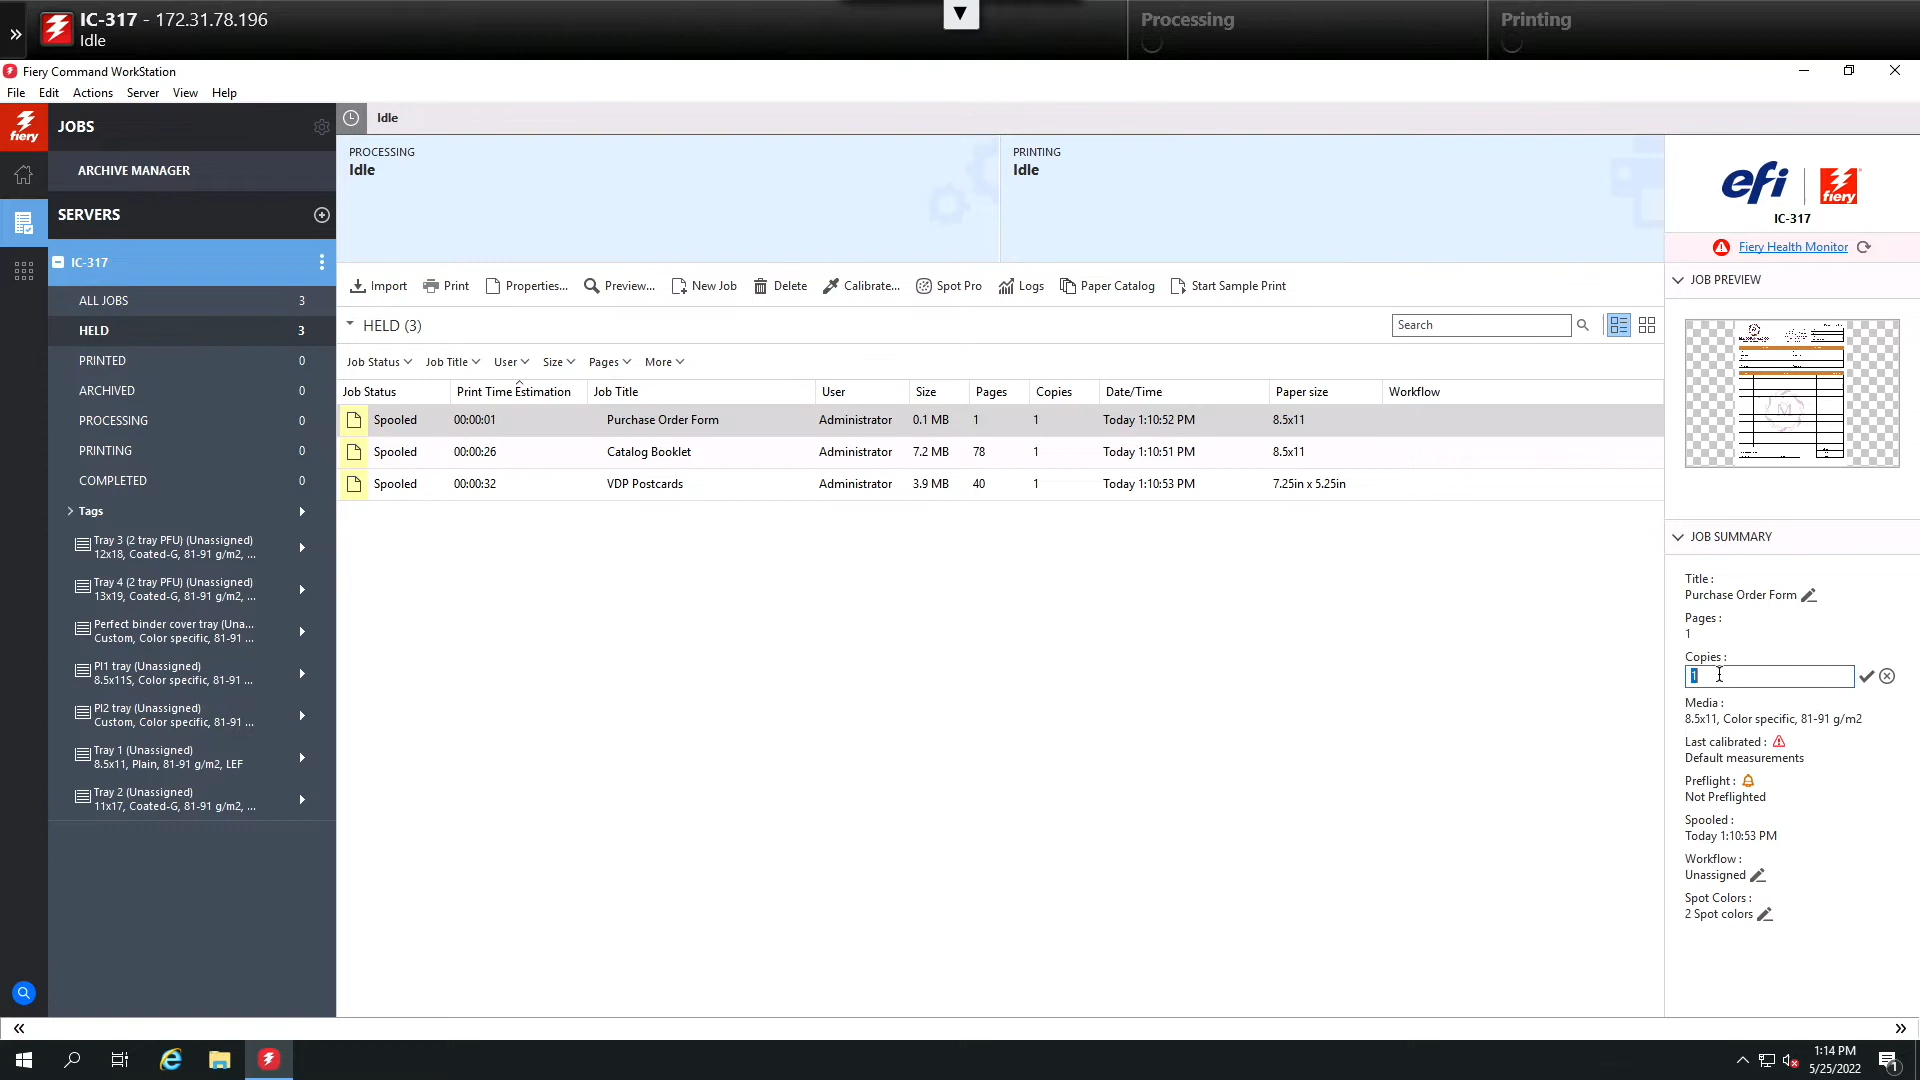 IC-317 - 172.31.78.196
Idle
Processing
Printing
Fiery Command WorkStation
File Edit Actions Server View Help
fiery
JOBS
ARCHIVE MANAGER
SERVERS
IC-317
ALL JOBS 3
HELD 3
PRINTED 0
ARCHIVED 0
PROCESSING 0
PRINTING 0
COMPLETED 0
Tags
Tray 3 (2 tray PFU) (Unassigned)
12x18, Coated-G, 81-91 g/m2, ...
Tray 4 (2 tray PFU) (Unassigned)
13x19, Coated-G, 81-91 g/m2, ...
Perfect binder cover tray (Una...
Custom, Color specific, 81-91 ...
PI1 tray (Unassigned)
8.5x11S, Color specific, 81-91 ...
PI2 tray (Unassigned)
Custom, Color specific, 81-91 ...
Tray 1 (Unassigned)
8.5x11, Plain, 81-91 g/m2, LEF
Tray 2 (Unassigned)
11x17, Coated-G, 81-91 g/m2, ...
Idle
PROCESSING
Idle
PRINTING
Idle
Import Print Properties... Preview... New Job Delete Calibrate... Spot Pro Logs Paper Catalog Start Sample Print
HELD (3)
Search
Job Status Job Title User Size Pages More
Job Status Print Time Estimation Job Title User Size Pages Copies Date/Time Paper size Workflow
Spooled 00:00:01 Purchase Order Form Administrator 0.1 MB 1 1 Today 1:10:52 PM 8.5x11
Spooled 00:00:26 Catalog Booklet Administrator 7.2 MB 78 1 Today 1:10:51 PM 8.5x11
Spooled 00:00:32 VDP Postcards Administrator 3.9 MB 40 1 Today 1:10:53 PM 7.25in x 5.25in
efi fiery
IC-317
Fiery Health Monitor
JOB PREVIEW
JOB SUMMARY
Title :
Purchase Order Form
Pages :
1
Copies :
1
Media :
8.5x11, Color specific, 81-91 g/m2
Last calibrated :
Default measurements
Preflight :
Not Preflighted
Spooled :
Today 1:10:53 PM
Workflow :
Unassigned
Spot Colors :
2 Spot colors
1:14 PM
5/25/2022
1